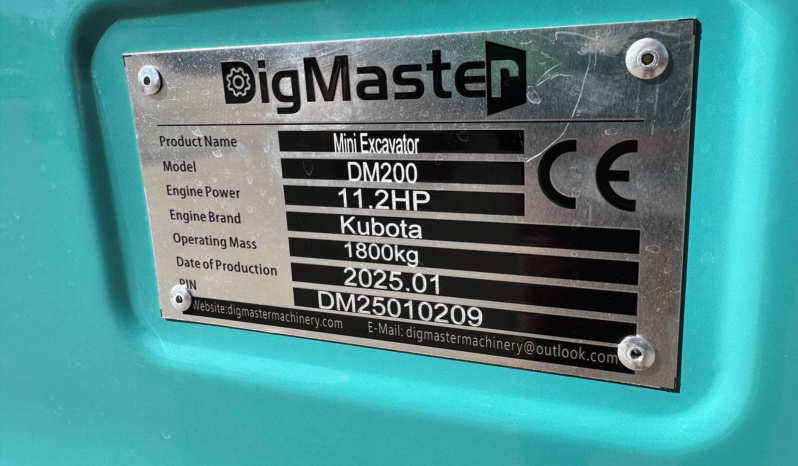 DigMaster
Product Name Mini Excavator
Model DM200
Engine Power 11.2HP
Engine Brand Kubota
Operating Mass 1800kg
Date of Production 2025.01
PIN DM25010209
CE
Website:digmastermachinery.com E-Mail: digmastermachinery@outlook.com